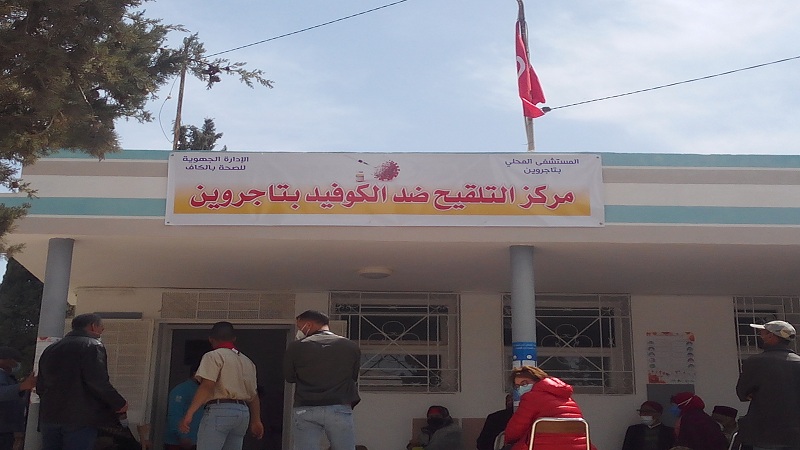 المستشفى المحلي
بتاجروين
الإدارة الجهوية
للصحة بالكاف
مركز التلقيح ضد الكوفيد بتاجروين